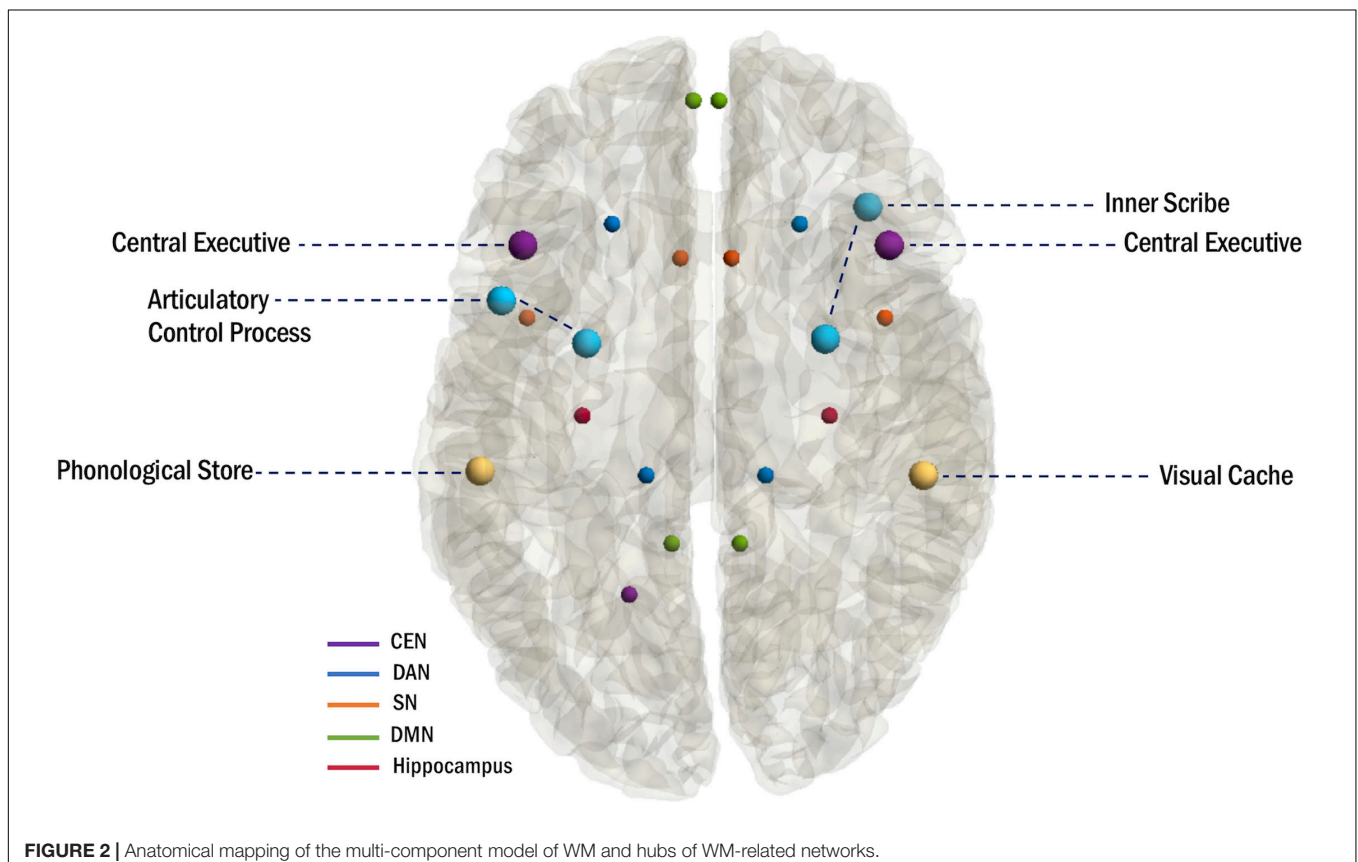 Inner Scribe
Central Executive
Central Executive
Articulatory
Control Process
Phonological Store
Visual Cache
CEN
DAN
SN
DMN
Hippocampus
FIGURE 2 | Anatomical mapping of the multi-component model of WM and hubs of WM-related networks.